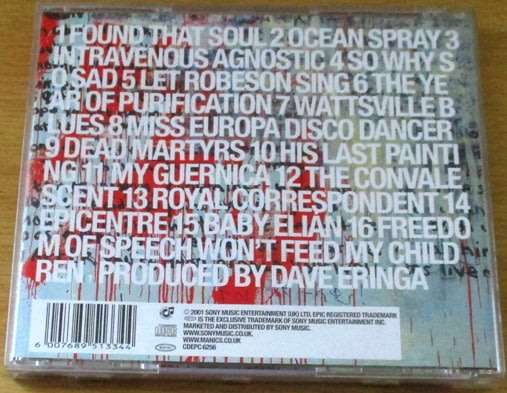 1 FOUND THAT SOUL 2 OCEAN SPRAY 3
INTRAVENOUS AGNOSTIC 4 SO WHY S
O SAD 5 LET ROBESON SING 6 THE YE
AR OF PURIFICATION 7 WATTSVILLE B
LUES 8 MISS EUROPA DISCO DANCER
9 DEAD MARTYRS 10 HIS LAST PAINTI
NG 11 MY GUERNICA 12 THE CONVALE
SCENT 13 ROYAL CORRESPONDENT 14
EPICENTRE 15 BABY ELIAN 16 FREEDO
M OF SPEECH WON'T FEED MY CHILD
REN. PRODUCED BY DAVE ERINGA
℗ 2001 SONY MUSIC ENTERTAINMENT (UK) LTD. EPIC REGISTERED TRADEMARK
IS THE EXCLUSIVE TRADEMARK OF SONY MUSIC ENTERTAINMENT INC.
MARKETED AND DISTRIBUTED BY SONY MUSIC.
WWW.SONYMUSIC.CO.UK
WWW.MANICS.CO.UK
CDEPC 6256
6 007689 513344